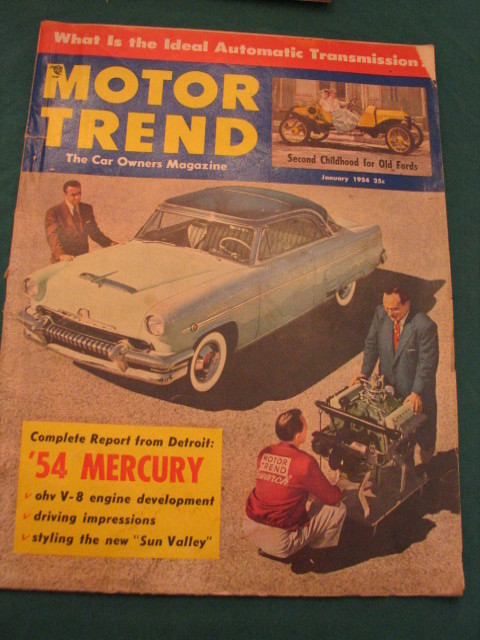 What Is the Ideal Automatic Transmission?
MOTOR
TREND
The Car Owners Magazine
Second Childhood for Old Fords
January 1954 35c
MOTOR
TREND
RESEARCH
Complete Report from Detroit:
'54 MERCURY
ohv V-8 engine development
driving impressions
styling the new "Sun Valley"